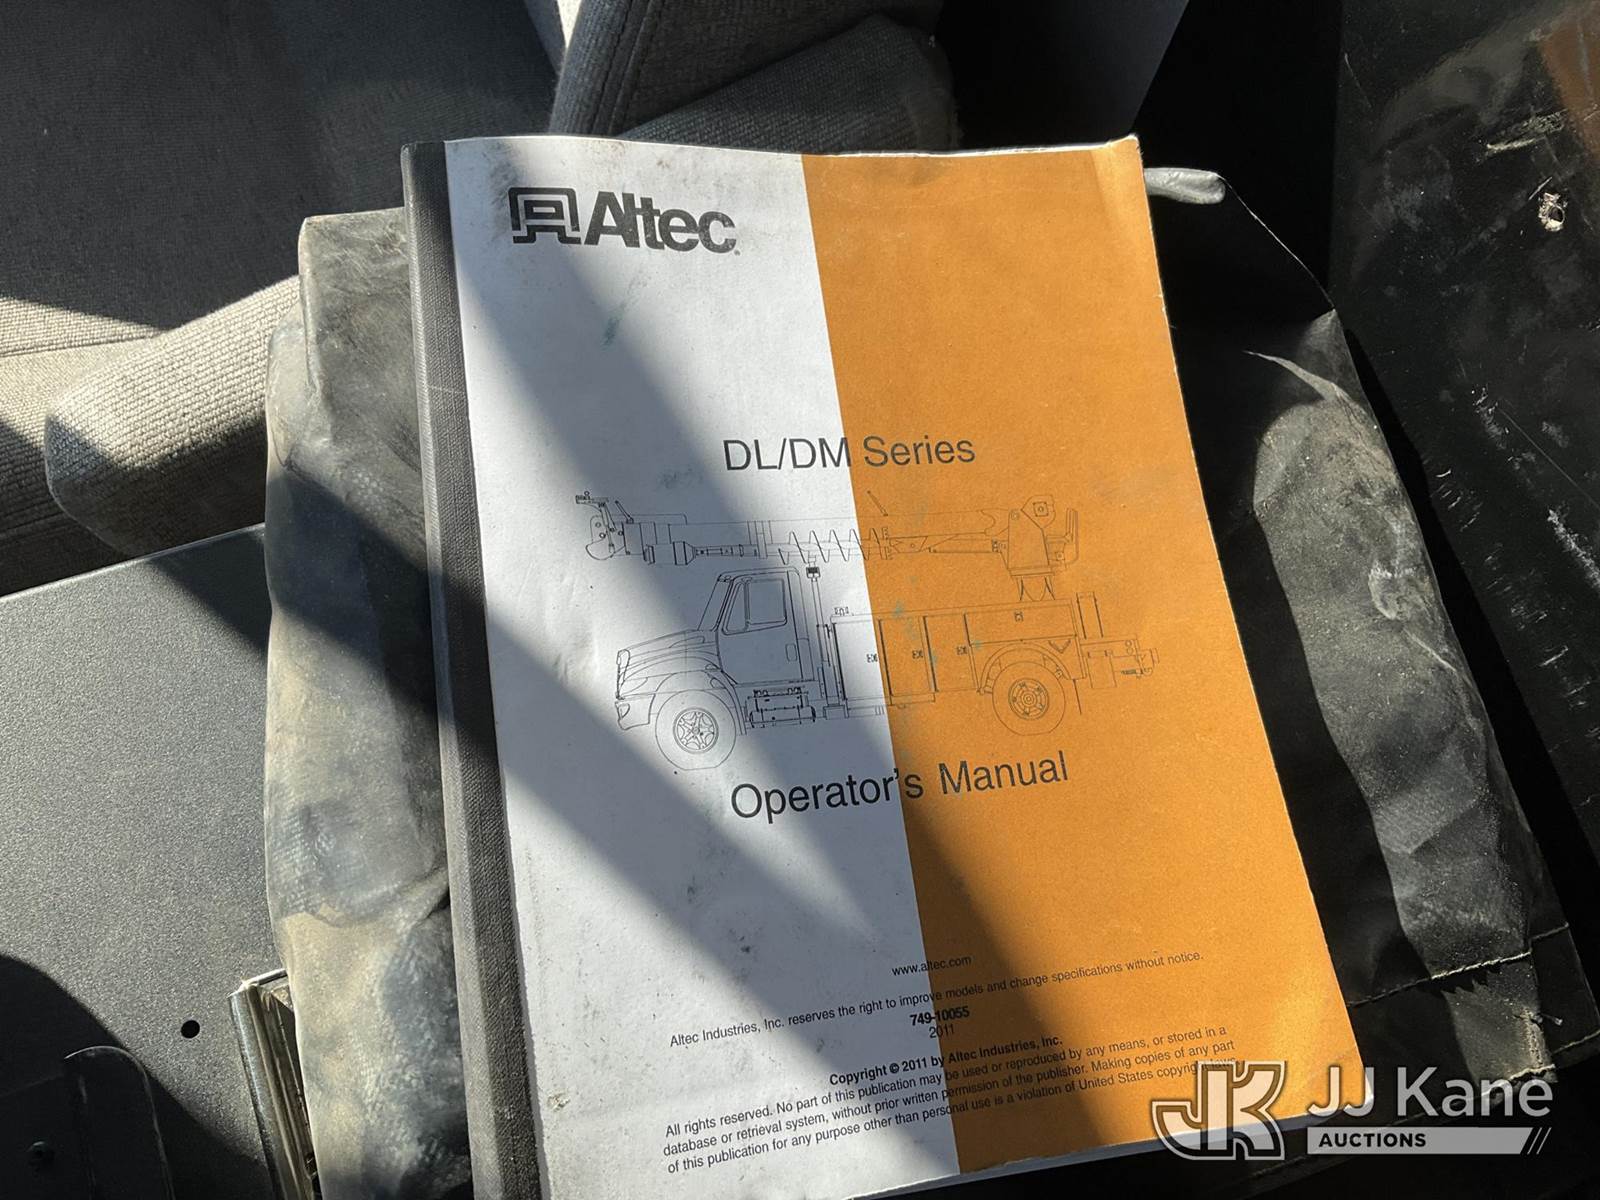 Altec
DL/DM Series
Operator's Manual
www.altec.com
Altec Industries, Inc. reserves the right to improve models and change specifications without notice.
749-10055
2011
Copyright © 2011 by Altec Industries, Inc.
All rights reserved. No part of this publication may be used or reproduced by any means, or stored in a
database or retrieval system, without prior written permission of the publisher. Making copies of any part
of this publication for any purpose other than personal use is a violation of United States copyright laws.
JK JJ Kane
AUCTIONS